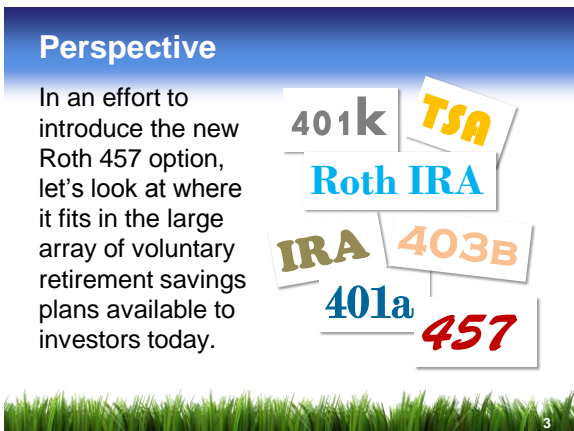 Perspective
In an effort to
introduce the new
Roth 457 option,
let's look at where
it fits in the large
array of voluntary
retirement savings
plans available to
investors today.
401k
TSA
Roth IRA
IRA
403B
401a
457
3